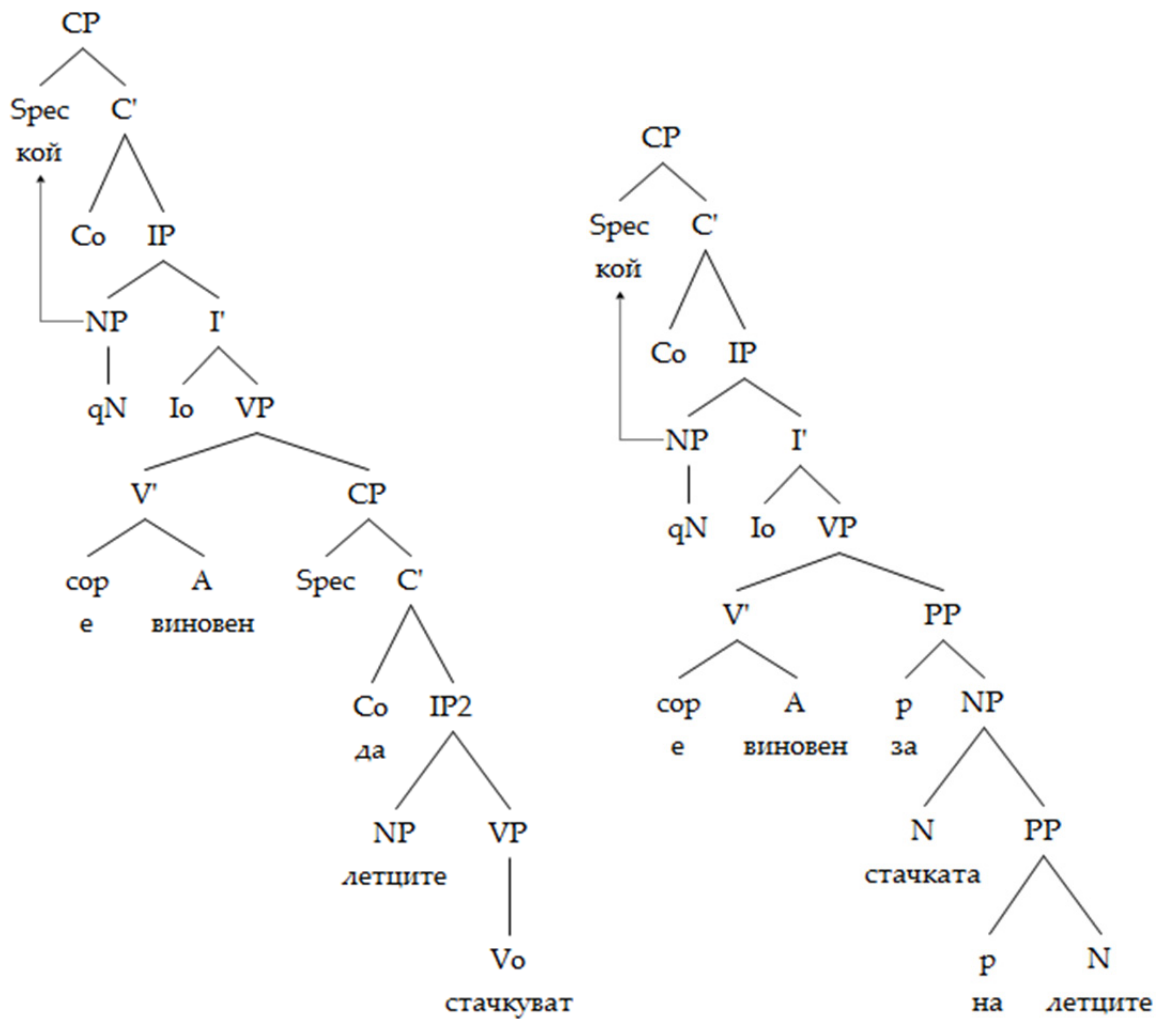 CP
Spec C'
кой
Co IP
NP I'
qN Io VP
V' CP
cop A Spec C'
е виновен
Co IP2
да
NP VP
летците
Vo
стачкуват
CP
Spec C'
кой
Co IP
NP I'
qN Io VP
V' PP
cop A p NP
е виновен за
N PP
стачката
p N
на летците